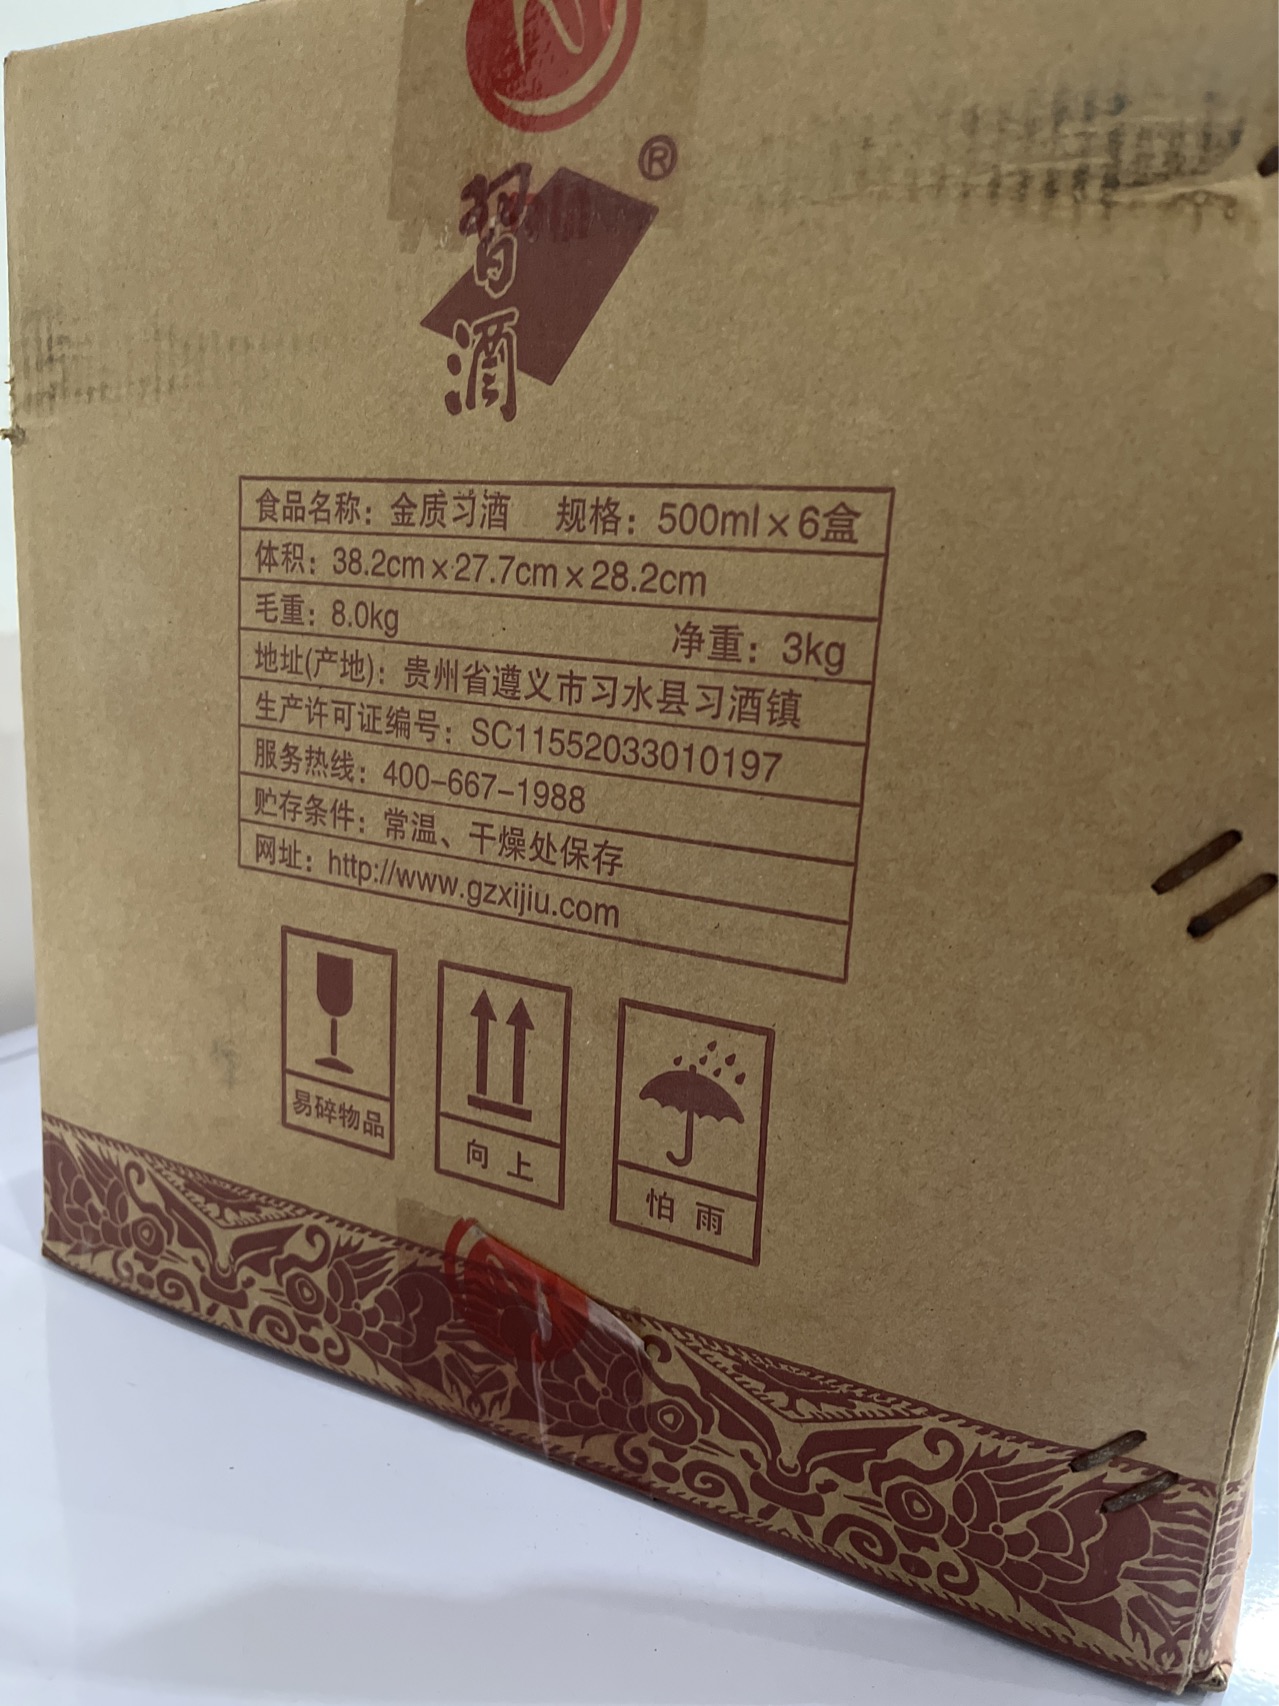 ®
習
酒
食品名称：金质习酒 规格：500ml×6盒
体积：38.2cm×27.7cm×28.2cm
毛重：8.0kg 净重：3kg
地址(产地)：贵州省遵义市习水县习酒镇
生产许可证编号：SC11552033010197
服务热线：400-667-1988
贮存条件：常温、干燥处保存
网址：http://www.gzxijiu.com
易碎物品
向上
怕雨